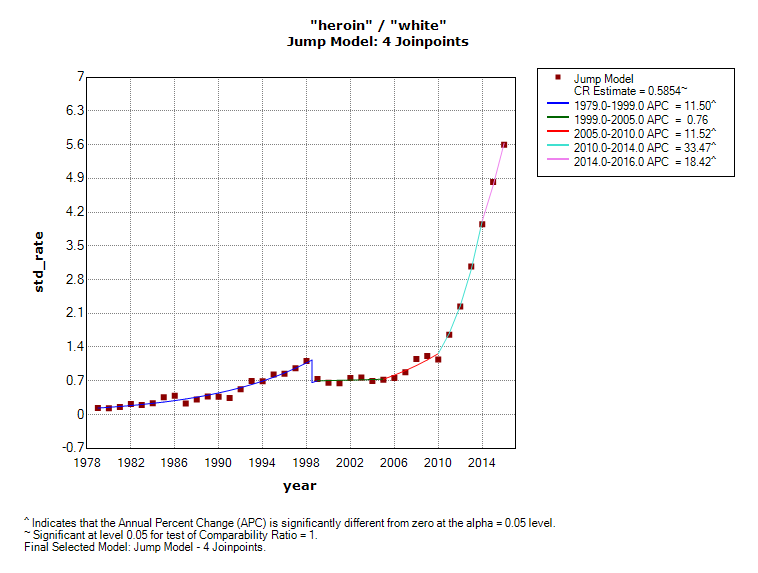 "heroin" / "white"
Jump Model: 4 Joinpoints
7
6.3
5.6
4.9
4.2
3.5
2.8
2.1
1.4
0.7
0
-0.7
std_rate
1978 1982 1986 1990 1994 1998 2002 2006 2010 2014
year
Jump Model
CR Estimate = 0.5854~
1979.0-1999.0 APC = 11.50^
1999.0-2005.0 APC = 0.76
2005.0-2010.0 APC = 11.52^
2010.0-2014.0 APC = 33.47^
2014.0-2016.0 APC = 18.42^
^ Indicates that the Annual Percent Change (APC) is significantly different from zero at the alpha = 0.05 level.
~ Significant at level 0.05 for test of Comparability Ratio = 1.
Final Selected Model: Jump Model - 4 Joinpoints.